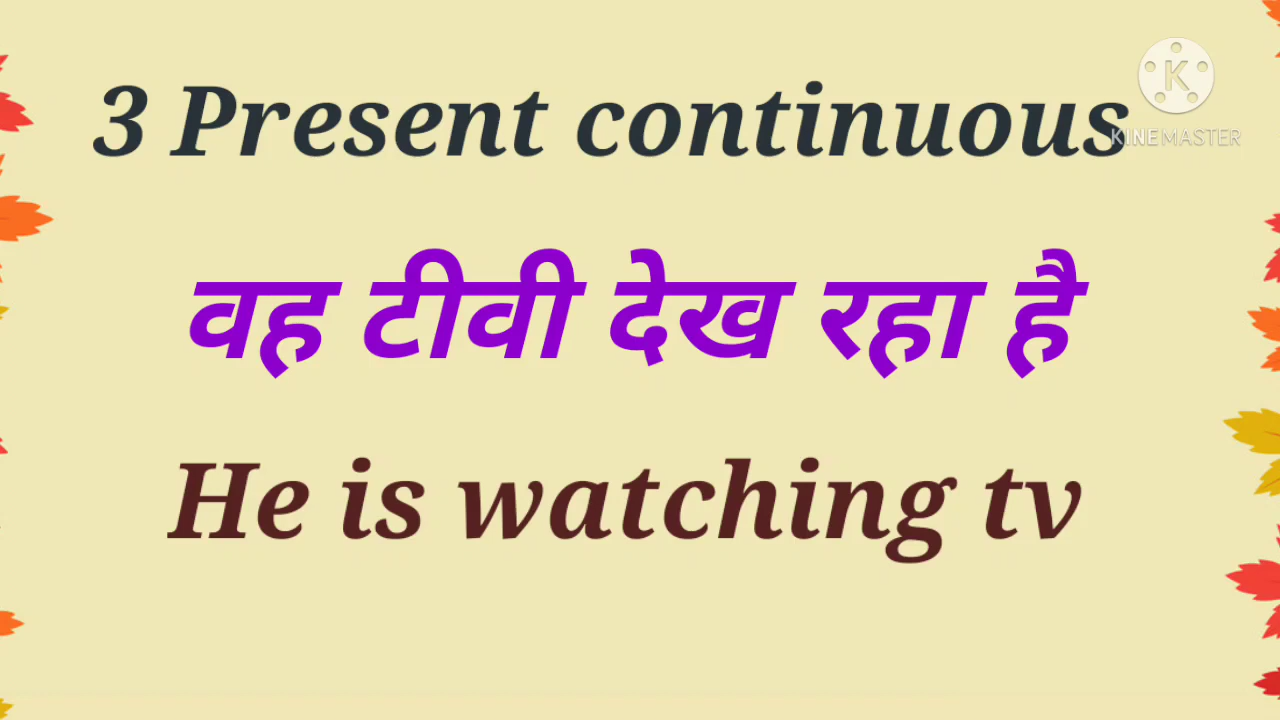 3 Present continuous
K
KINEMASTER
वह टीवी देख रहा है
He is watching tv